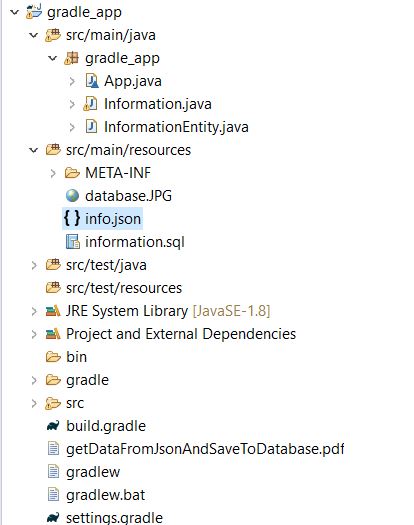 gradle_app
src/main/java
gradle_app
App.java
Information.java
InformationEntity.java
src/main/resources
META-INF
database.JPG
{ } info.json
information.sql
src/test/java
src/test/resources
JRE System Library [JavaSE-1.8]
Project and External Dependencies
bin
gradle
src
build.gradle
getDataFromJsonAndSaveToDatabase.pdf
gradlew
gradlew.bat
settings.gradle